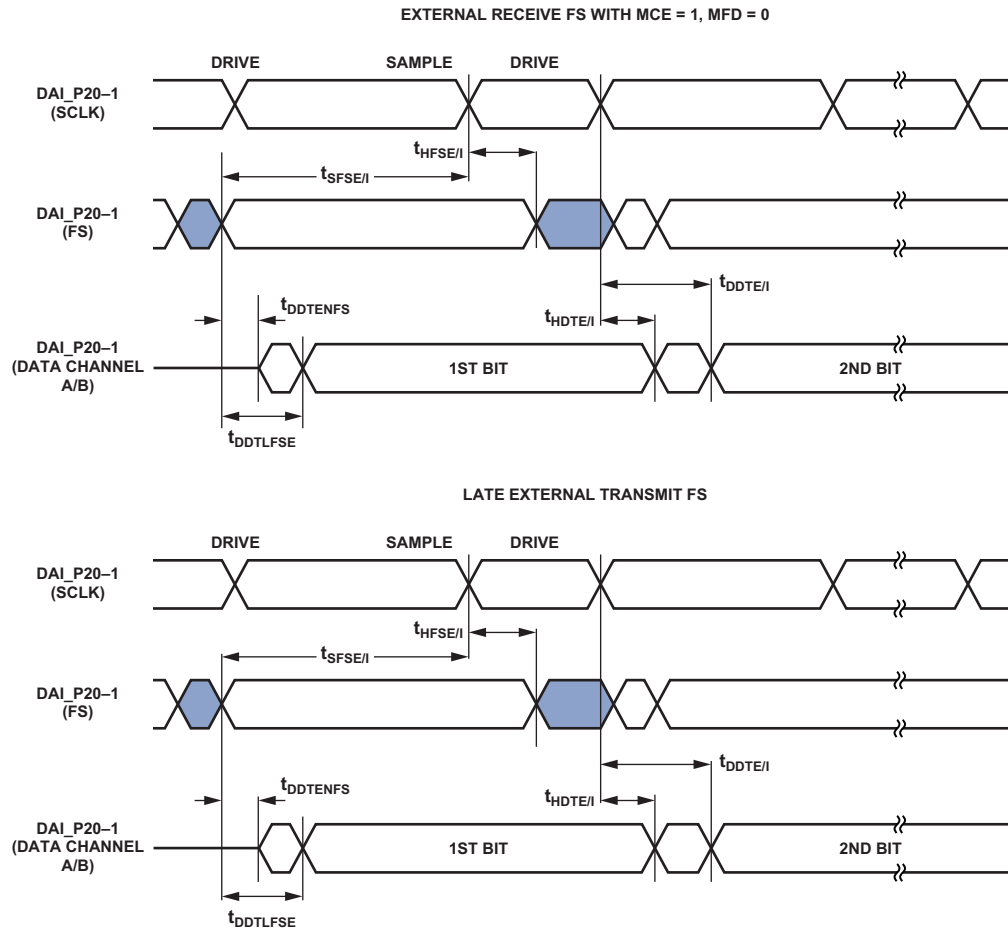 EXTERNAL RECEIVE FS WITH MCE = 1, MFD = 0
DRIVE SAMPLE DRIVE
DAI_P20–1
(SCLK)
tHFSE/I
tSFSE/I
DAI_P20–1
(FS)
tDDTE/I
tDDTENFS
tHDTE/I
DAI_P20–1
(DATA CHANNEL
A/B)
1ST BIT 2ND BIT
tDDTLFSE
LATE EXTERNAL TRANSMIT FS
DRIVE SAMPLE DRIVE
DAI_P20–1
(SCLK)
tHFSE/I
tSFSE/I
DAI_P20–1
(FS)
tDDTE/I
tDDTENFS
tHDTE/I
DAI_P20–1
(DATA CHANNEL
A/B)
1ST BIT 2ND BIT
tDDTLFSE